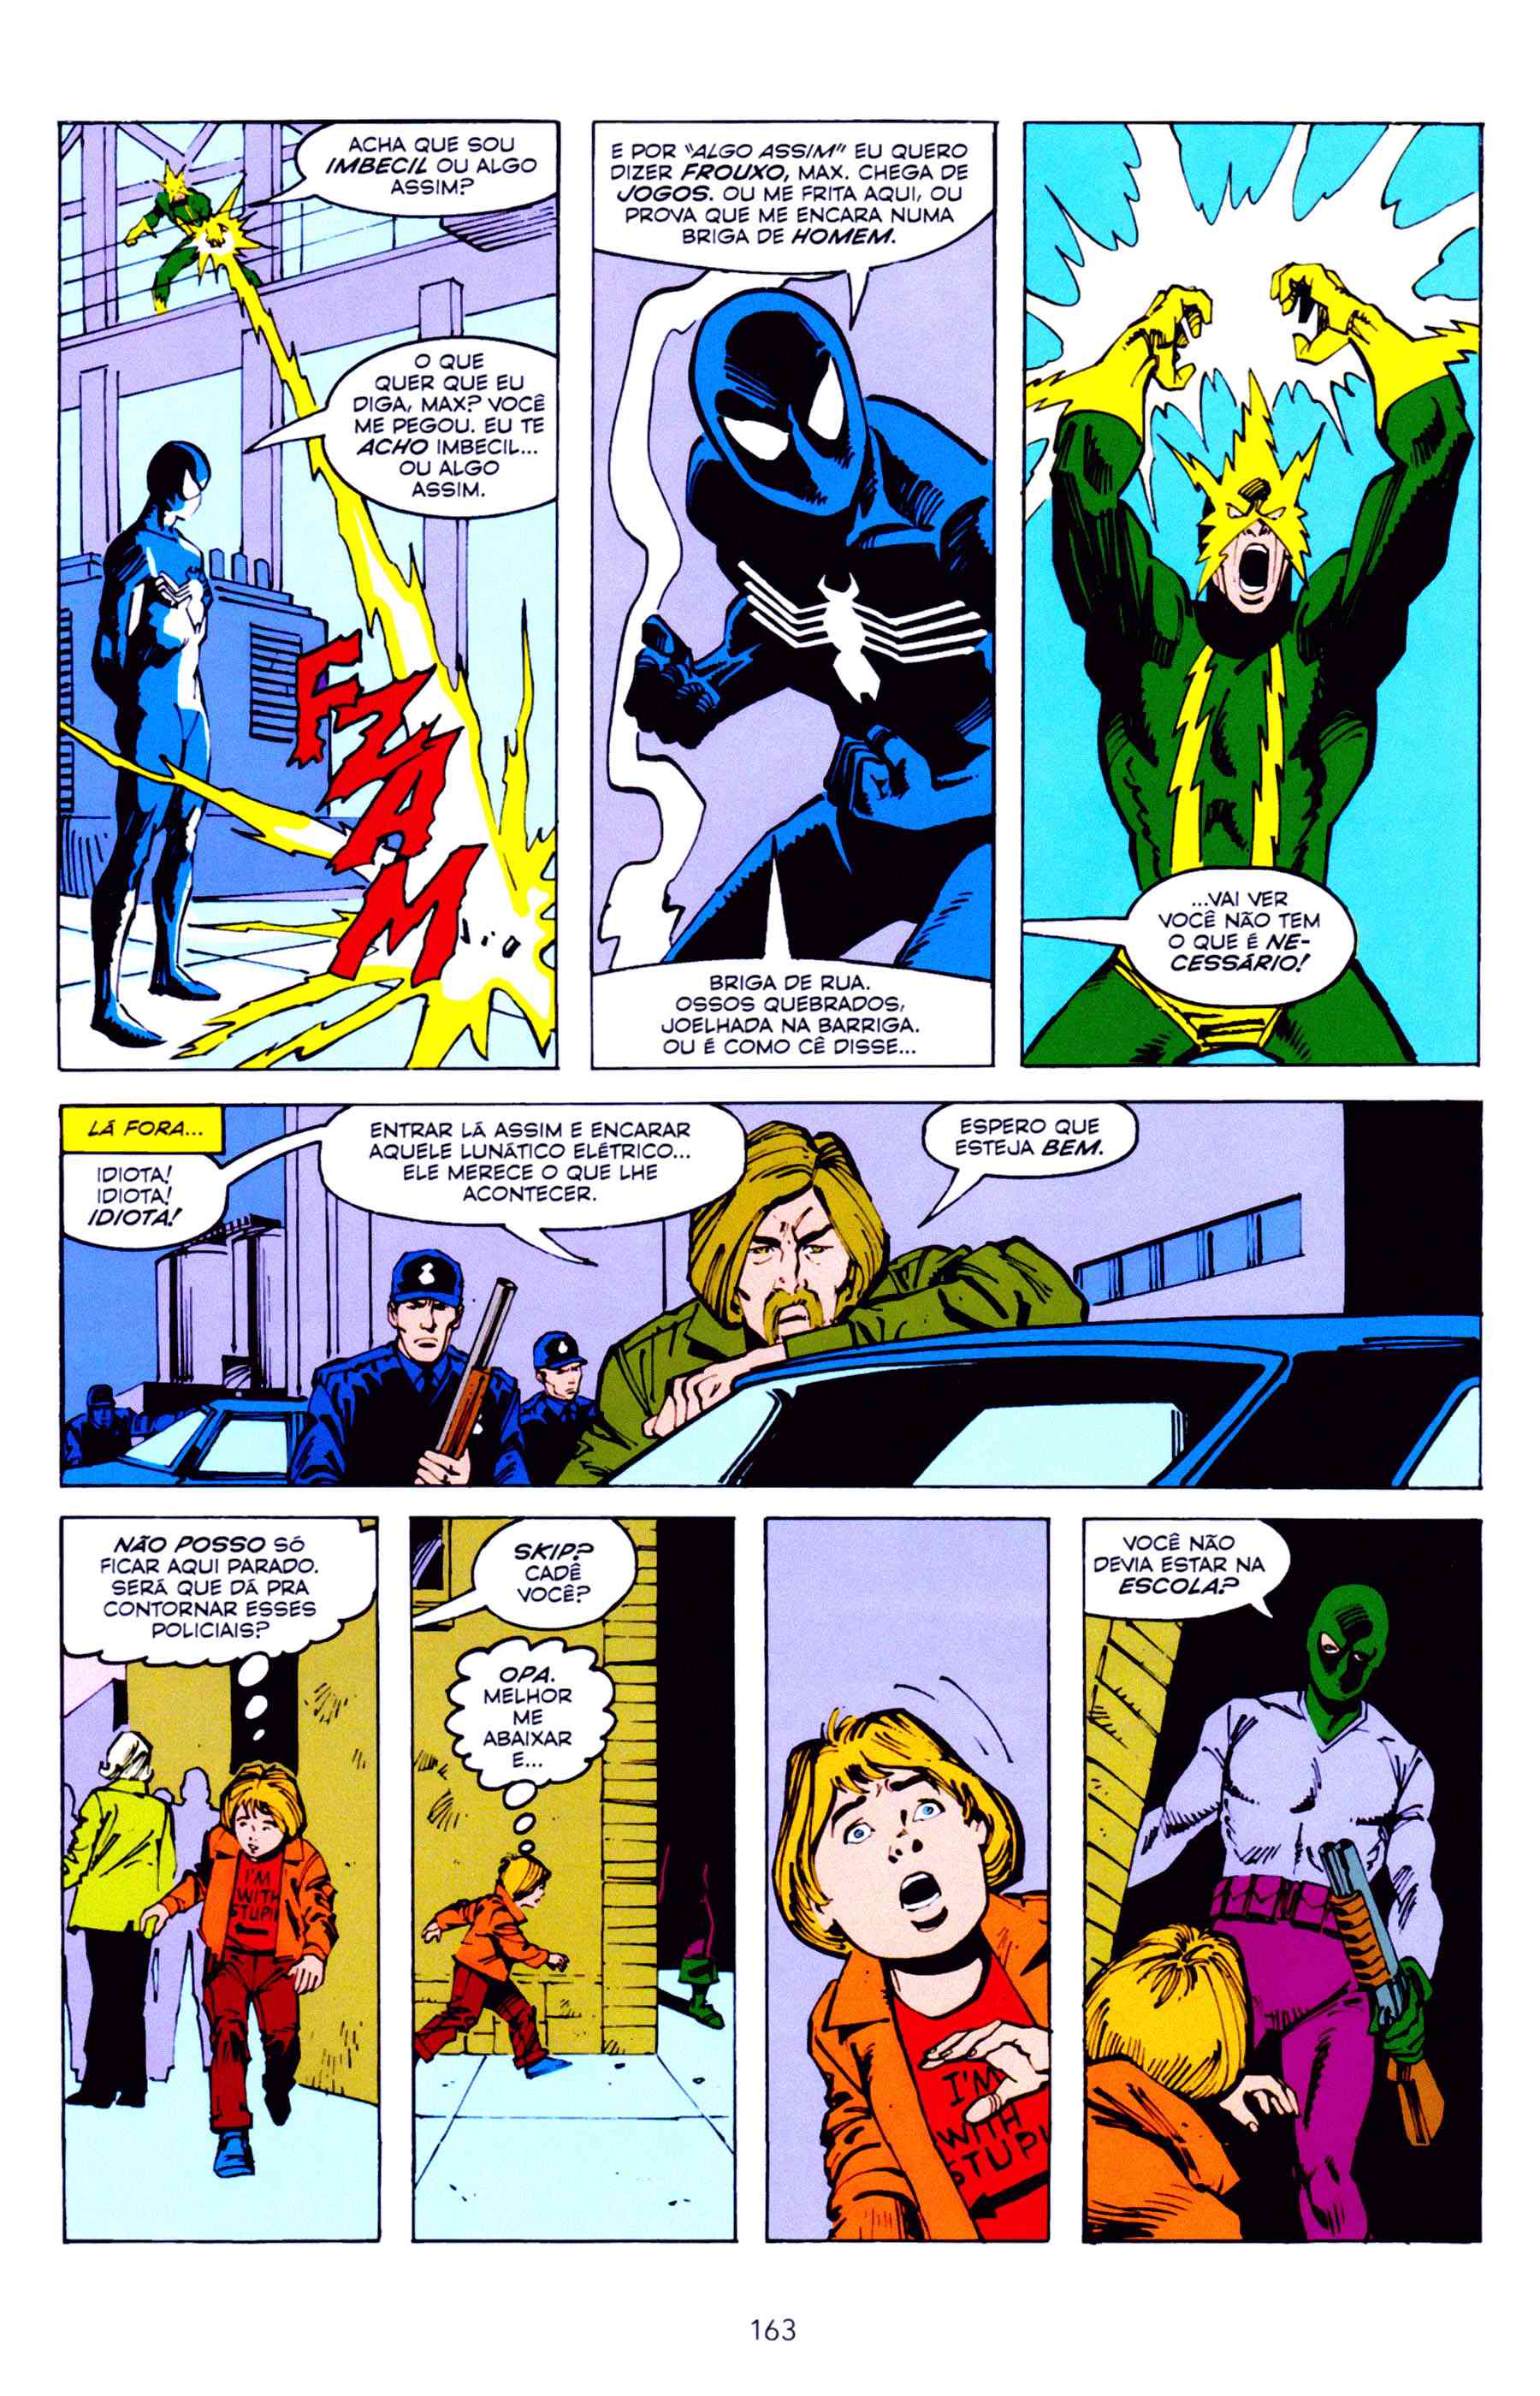 ACHA QUE SOU
IMBECIL OU ALGO
ASSIM?
O QUE
QUER QUE EU
DIGA, MAX? VOCÊ
ME PEGOU. EU TE
ACHO IMBECIL...
OU ALGO
ASSIM.
FZAM
E POR "ALGO ASSIM" EU QUERO
DIZER FROUXO, MAX. CHEGA DE
JOGOS. OU ME FRITA AQUI, OU
PROVA QUE ME ENCARA NUMA
BRIGA DE HOMEM.
BRIGA DE RUA.
OSSOS QUEBRADOS,
JOELHADA NA BARRIGA.
OU É COMO CÊ DISSE...
...VAI VER
VOCÊ NÃO TEM
O QUE É NE-
CESSÁRIO!
LÁ FORA...
IDIOTA!
IDIOTA!
IDIOTA!
ENTRAR LÁ ASSIM E ENCARAR
AQUELE LUNÁTICO ELÉTRICO...
ELE MERECE O QUE LHE
ACONTECER.
ESPERO QUE
ESTEJA BEM.
NÃO POSSO SÓ
FICAR AQUI PARADO.
SERÁ QUE DÁ PRA
CONTORNAR ESSES
POLICIAIS?
I'M
WITH
STUPI
SKIP?
CADÊ
VOCÊ?
OPA.
MELHOR
ME
ABAIXAR
E...
I'M
WITH
STUPI
VOCÊ NÃO
DEVIA ESTAR NA
ESCOLA?
163